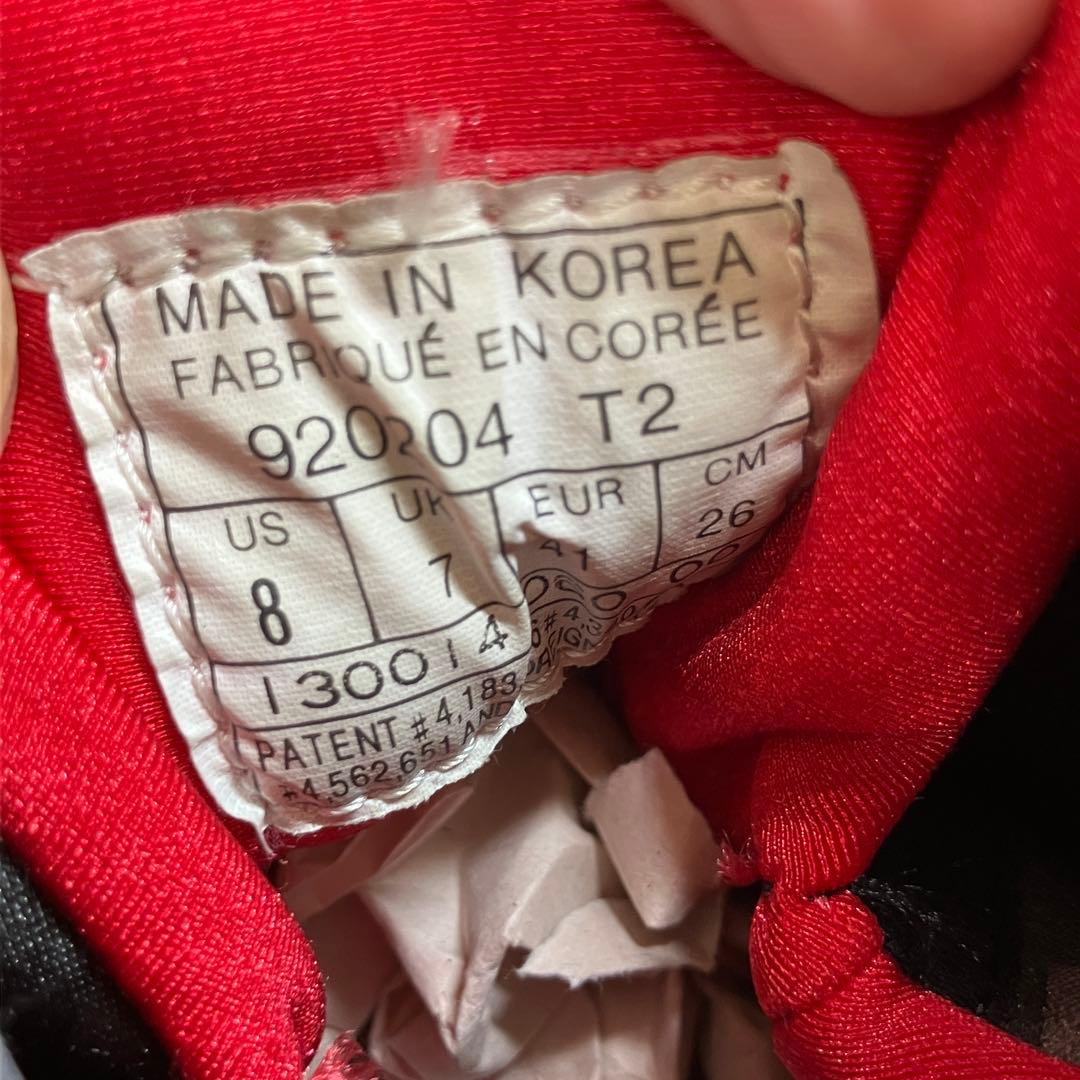 MADE IN KOREA
FABRIQUÉ EN CORÉE
920204 T2
US UK EUR CM
8 7 41 26
130014
PATENT #4,183
#4,562,651 AND